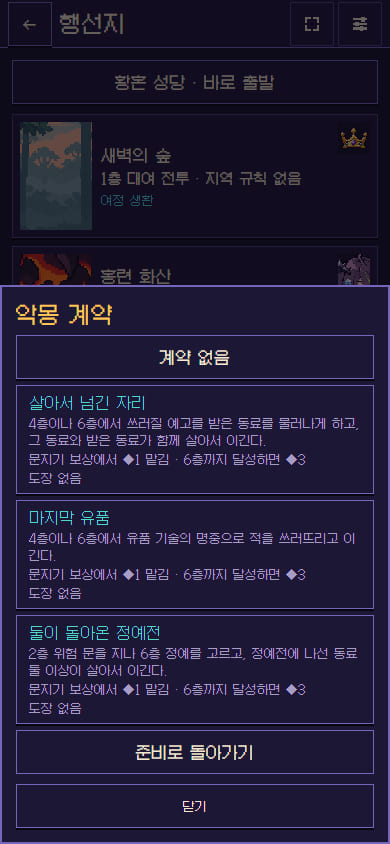 행선지
황혼 성당 · 바로 출발
새벽의 숲
1층 대여 전투 · 지역 규칙 없음
여정 생환
홍련 화산
악몽 계약
계약 없음
살아서 넘긴 자리
4층이나 6층에서 쓰러질 예고를 받은 동료를 물러나게 하고,
그 동료와 받은 동료가 함께 살아서 이긴다.
문지기 보상에서 ◆1 맡김 · 6층까지 달성하면 ◆3
도장 없음
마지막 유품
4층이나 6층에서 유품 기술의 명중으로 적을 쓰러뜨리고 이
긴다.
문지기 보상에서 ◆1 맡김 · 6층까지 달성하면 ◆3
도장 없음
둘이 돌아온 정예전
2층 위험 문을 지나 6층 정예를 고르고, 정예전에 나선 동료
둘 이상이 살아서 이긴다.
문지기 보상에서 ◆1 맡김 · 6층까지 달성하면 ◆3
도장 없음
준비로 돌아가기
닫기